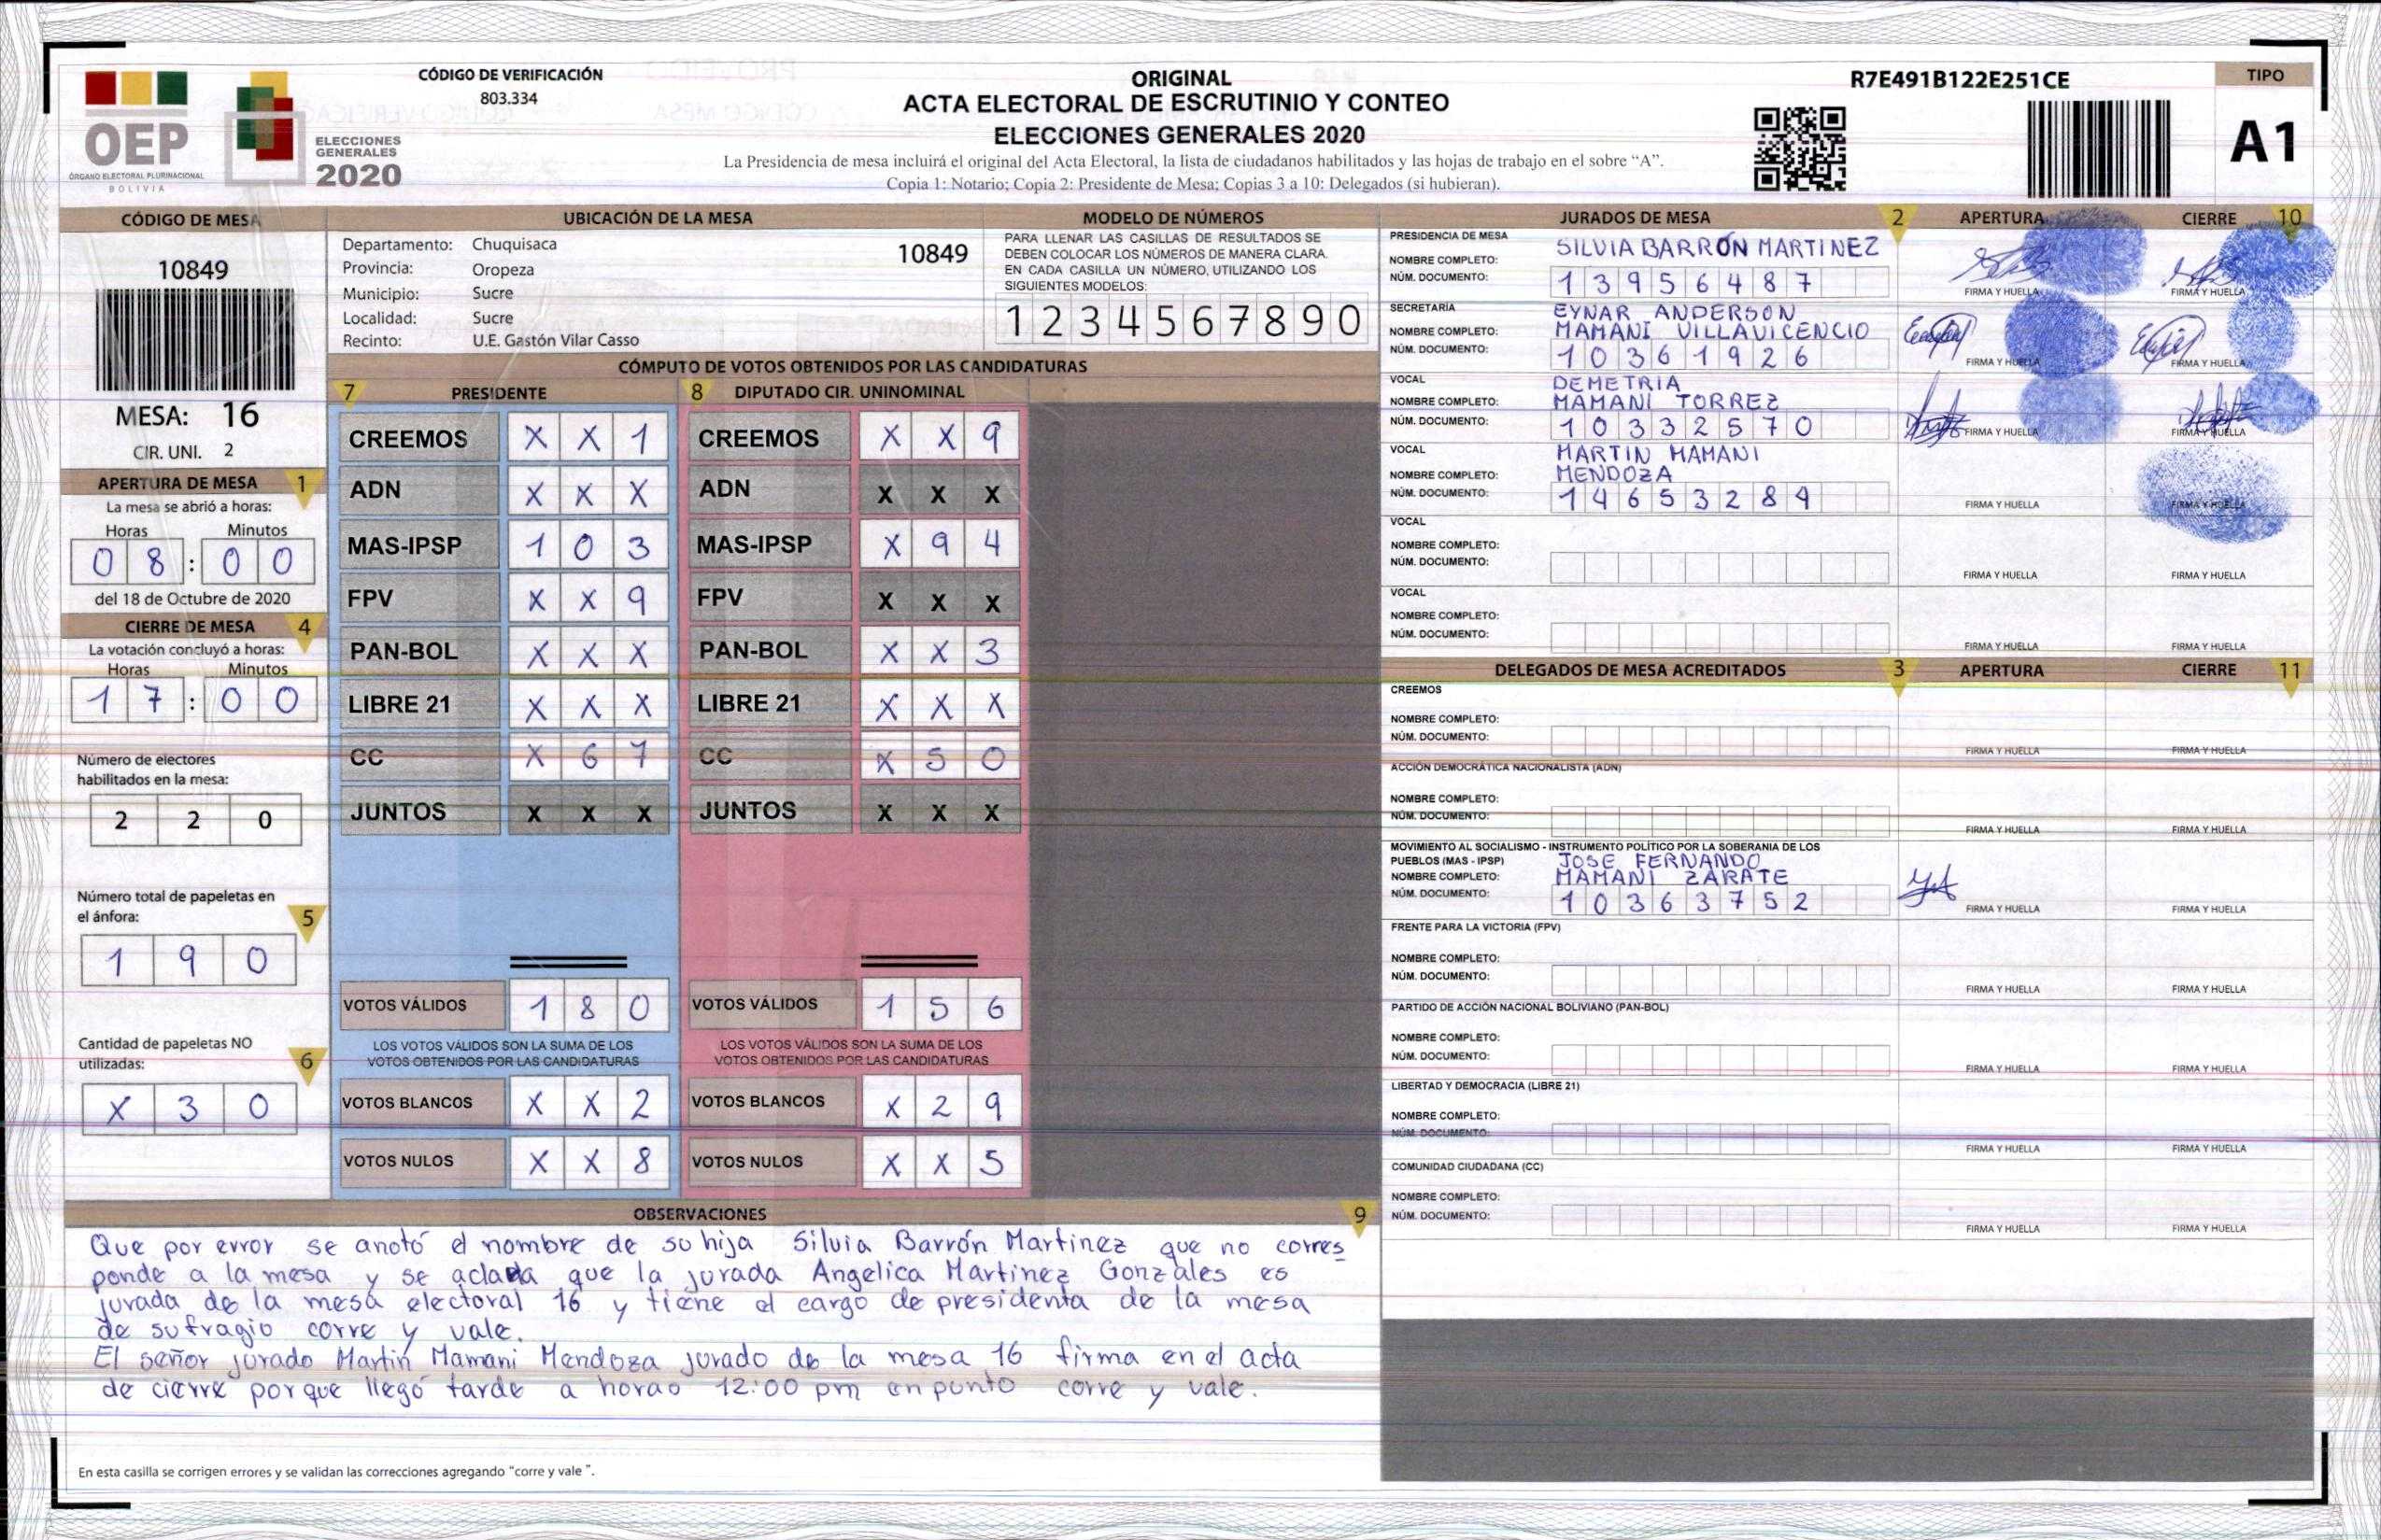 OEP
ÓRGANO ELECTORAL PLURINACIONAL
BOLIVIA
ELECCIONES
GENERALES
2020
CÓDIGO DE VERIFICACIÓN
803.334
ORIGINAL
ACTA ELECTORAL DE ESCRUTINIO Y CONTEO
ELECCIONES GENERALES 2020
La Presidencia de mesa incluirá el original del Acta Electoral, la lista de ciudadanos habilitados y las hojas de trabajo en el sobre “A”.
Copia 1: Notario; Copia 2: Presidente de Mesa; Copias 3 a 10: Delegados (si hubieran).
R7E491B122E251CE
TIPO
A1
CÓDIGO DE MESA
10849
MESA: 16
CIR. UNI. 2
APERTURA DE MESA 1
La mesa se abrió a horas:
Horas Minutos
0 8 : 0 0
del 18 de Octubre de 2020
CIERRE DE MESA 4
La votación concluyó a horas:
Horas Minutos
1 7 : 0 0
Número de electores
habilitados en la mesa:
2 2 0
Número total de papeletas en
el ánfora: 5
1 9 0
Cantidad de papeletas NO
utilizadas: 6
X 3 0
UBICACIÓN DE LA MESA
Departamento: Chuquisaca 10849
Provincia: Oropeza
Municipio: Sucre
Localidad: Sucre
Recinto: U.E. Gastón Vilar Casso
MODELO DE NÚMEROS
PARA LLENAR LAS CASILLAS DE RESULTADOS SE
DEBEN COLOCAR LOS NÚMEROS DE MANERA CLARA.
EN CADA CASILLA UN NÚMERO, UTILIZANDO LOS
SIGUIENTES MODELOS:
1 2 3 4 5 6 7 8 9 0
CÓMPUTO DE VOTOS OBTENIDOS POR LAS CANDIDATURAS
7 PRESIDENTE 8 DIPUTADO CIR. UNINOMINAL
CREEMOS X X 1 CREEMOS X X 9
ADN X X X ADN X X X
MAS-IPSP 1 0 3 MAS-IPSP X 9 4
FPV X X 9 FPV X X X
PAN-BOL X X X PAN-BOL X X 3
LIBRE 21 X X X LIBRE 21 X X X
CC X 6 7 CC X 5 0
JUNTOS X X X JUNTOS X X X
VOTOS VÁLIDOS 1 8 0 VOTOS VÁLIDOS 1 5 6
LOS VOTOS VÁLIDOS SON LA SUMA DE LOS LOS VOTOS VÁLIDOS SON LA SUMA DE LOS
VOTOS OBTENIDOS POR LAS CANDIDATURAS VOTOS OBTENIDOS POR LAS CANDIDATURAS
VOTOS BLANCOS X X 2 VOTOS BLANCOS X 2 9
VOTOS NULOS X X 8 VOTOS NULOS X X 5
OBSERVACIONES 9
Que por error se anotó el nombre de su hija Silvia Barrón Martinez que no corres
ponde a la mesa y se aclada que la jurada Angelica Martinez Gonzales es
jurada de la mesa electoral 16 y tiene el cargo de presidenta de la mesa
de sufragio corre y vale.
El señor jurado Martin Mamani Mendoza jurado de la mesa 16 firma en el acta
de cierre porque llegó tarde a horas 12:00 pm en punto corre y vale.
En esta casilla se corrigen errores y se validan las correcciones agregando “corre y vale ”.
JURADOS DE MESA 2 APERTURA CIERRE 10
PRESIDENCIA DE MESA
NOMBRE COMPLETO: SILVIA BARRÓN MARTINEZ
NÚM. DOCUMENTO: 1 3 9 5 6 4 8 7
FIRMA Y HUELLA FIRMA Y HUELLA
SECRETARÍA
NOMBRE COMPLETO: EYNAR ANDERSON
MAMANI VILLAVICENCIO
NÚM. DOCUMENTO: 1 0 3 6 1 9 2 6
FIRMA Y HUELLA FIRMA Y HUELLA
VOCAL
NOMBRE COMPLETO: DEMETRIA
MAMANI TORREZ
NÚM. DOCUMENTO: 1 0 3 3 2 5 7 0
FIRMA Y HUELLA FIRMA Y HUELLA
VOCAL
NOMBRE COMPLETO: MARTIN MAMANI
MENDOZA
NÚM. DOCUMENTO: 1 4 6 5 3 2 8 9
FIRMA Y HUELLA FIRMA Y HUELLA
VOCAL
NOMBRE COMPLETO:
NÚM. DOCUMENTO:
FIRMA Y HUELLA FIRMA Y HUELLA
VOCAL
NOMBRE COMPLETO:
NÚM. DOCUMENTO:
FIRMA Y HUELLA FIRMA Y HUELLA
DELEGADOS DE MESA ACREDITADOS 3 APERTURA CIERRE 11
CREEMOS
NOMBRE COMPLETO:
NÚM. DOCUMENTO:
FIRMA Y HUELLA FIRMA Y HUELLA
ACCIÓN DEMOCRÁTICA NACIONALISTA (ADN)
NOMBRE COMPLETO:
NÚM. DOCUMENTO:
FIRMA Y HUELLA FIRMA Y HUELLA
MOVIMIENTO AL SOCIALISMO - INSTRUMENTO POLÍTICO POR LA SOBERANIA DE LOS
PUEBLOS (MAS - IPSP) JOSE FERNANDO
NOMBRE COMPLETO: MAMANI ZARATE
NÚM. DOCUMENTO: 1 0 3 6 3 7 5 2
FIRMA Y HUELLA FIRMA Y HUELLA
FRENTE PARA LA VICTORIA (FPV)
NOMBRE COMPLETO:
NÚM. DOCUMENTO:
FIRMA Y HUELLA FIRMA Y HUELLA
PARTIDO DE ACCIÓN NACIONAL BOLIVIANO (PAN-BOL)
NOMBRE COMPLETO:
NÚM. DOCUMENTO:
FIRMA Y HUELLA FIRMA Y HUELLA
LIBERTAD Y DEMOCRACIA (LIBRE 21)
NOMBRE COMPLETO:
NÚM. DOCUMENTO:
FIRMA Y HUELLA FIRMA Y HUELLA
COMUNIDAD CIUDADANA (CC)
NOMBRE COMPLETO:
NÚM. DOCUMENTO:
FIRMA Y HUELLA FIRMA Y HUELLA